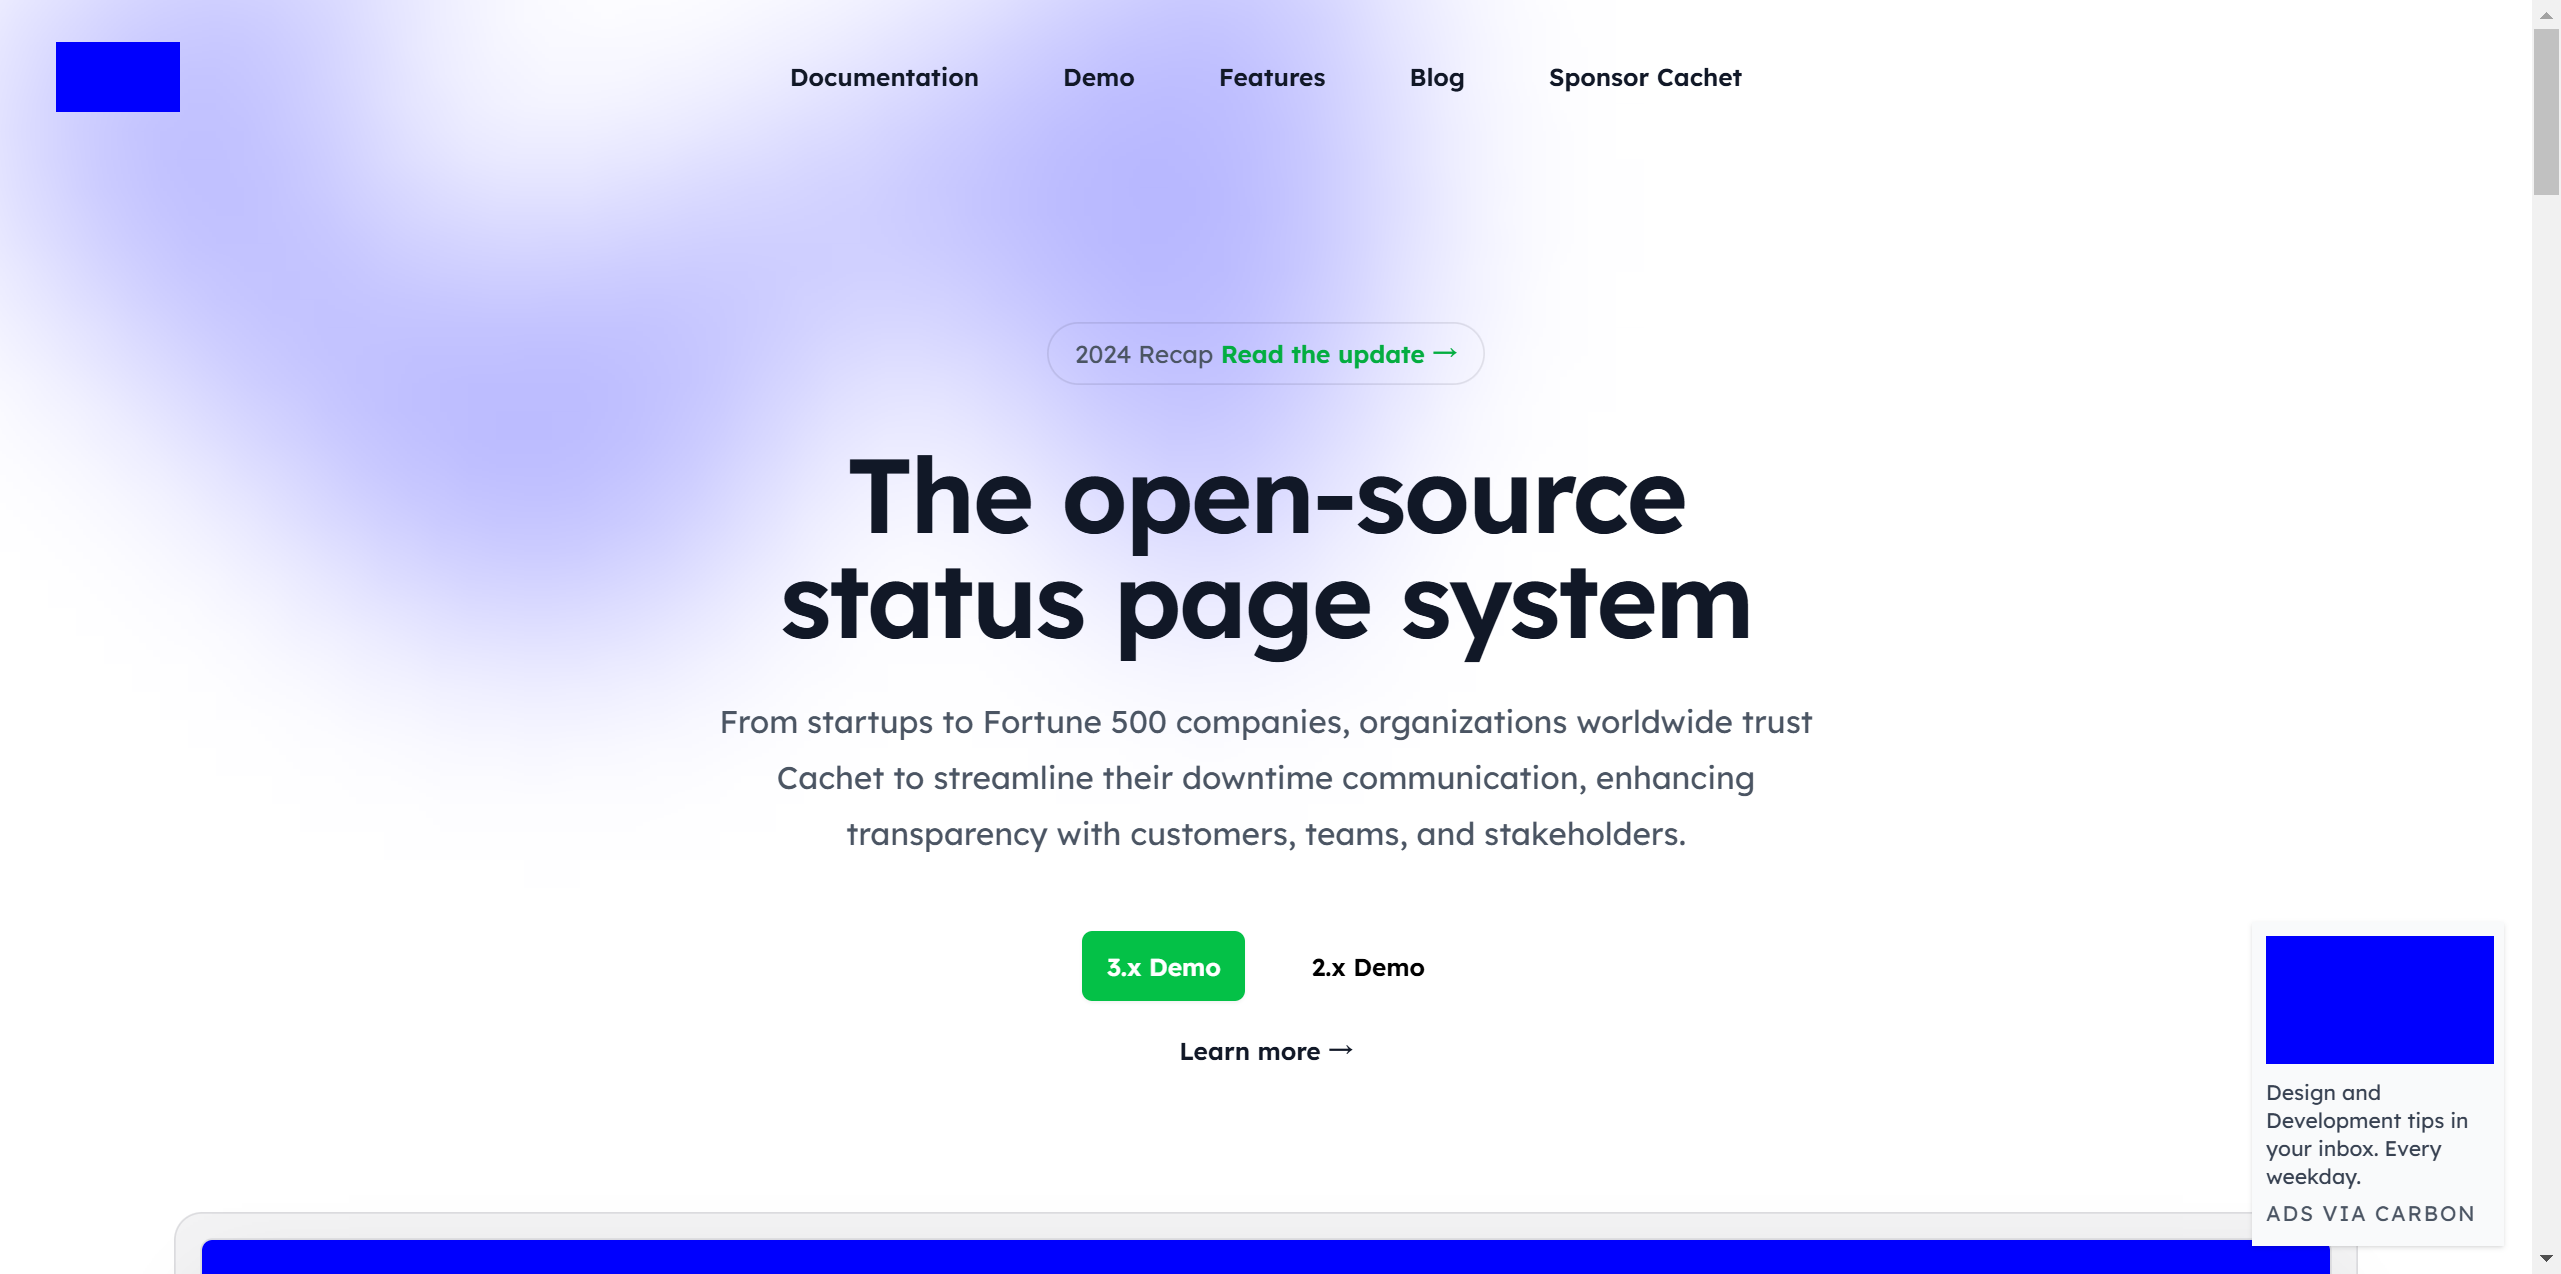 Documentation
Demo
Features
Blog
Sponsor Cachet
2024 Recap Read the update →
The open-source
status page system
From startups to Fortune 500 companies, organizations worldwide trust
Cachet to streamline their downtime communication, enhancing
transparency with customers, teams, and stakeholders.
3.x Demo
2.x Demo
Learn more →
Design and
Development tips in
your inbox. Every
weekday.
ADS VIA CARBON